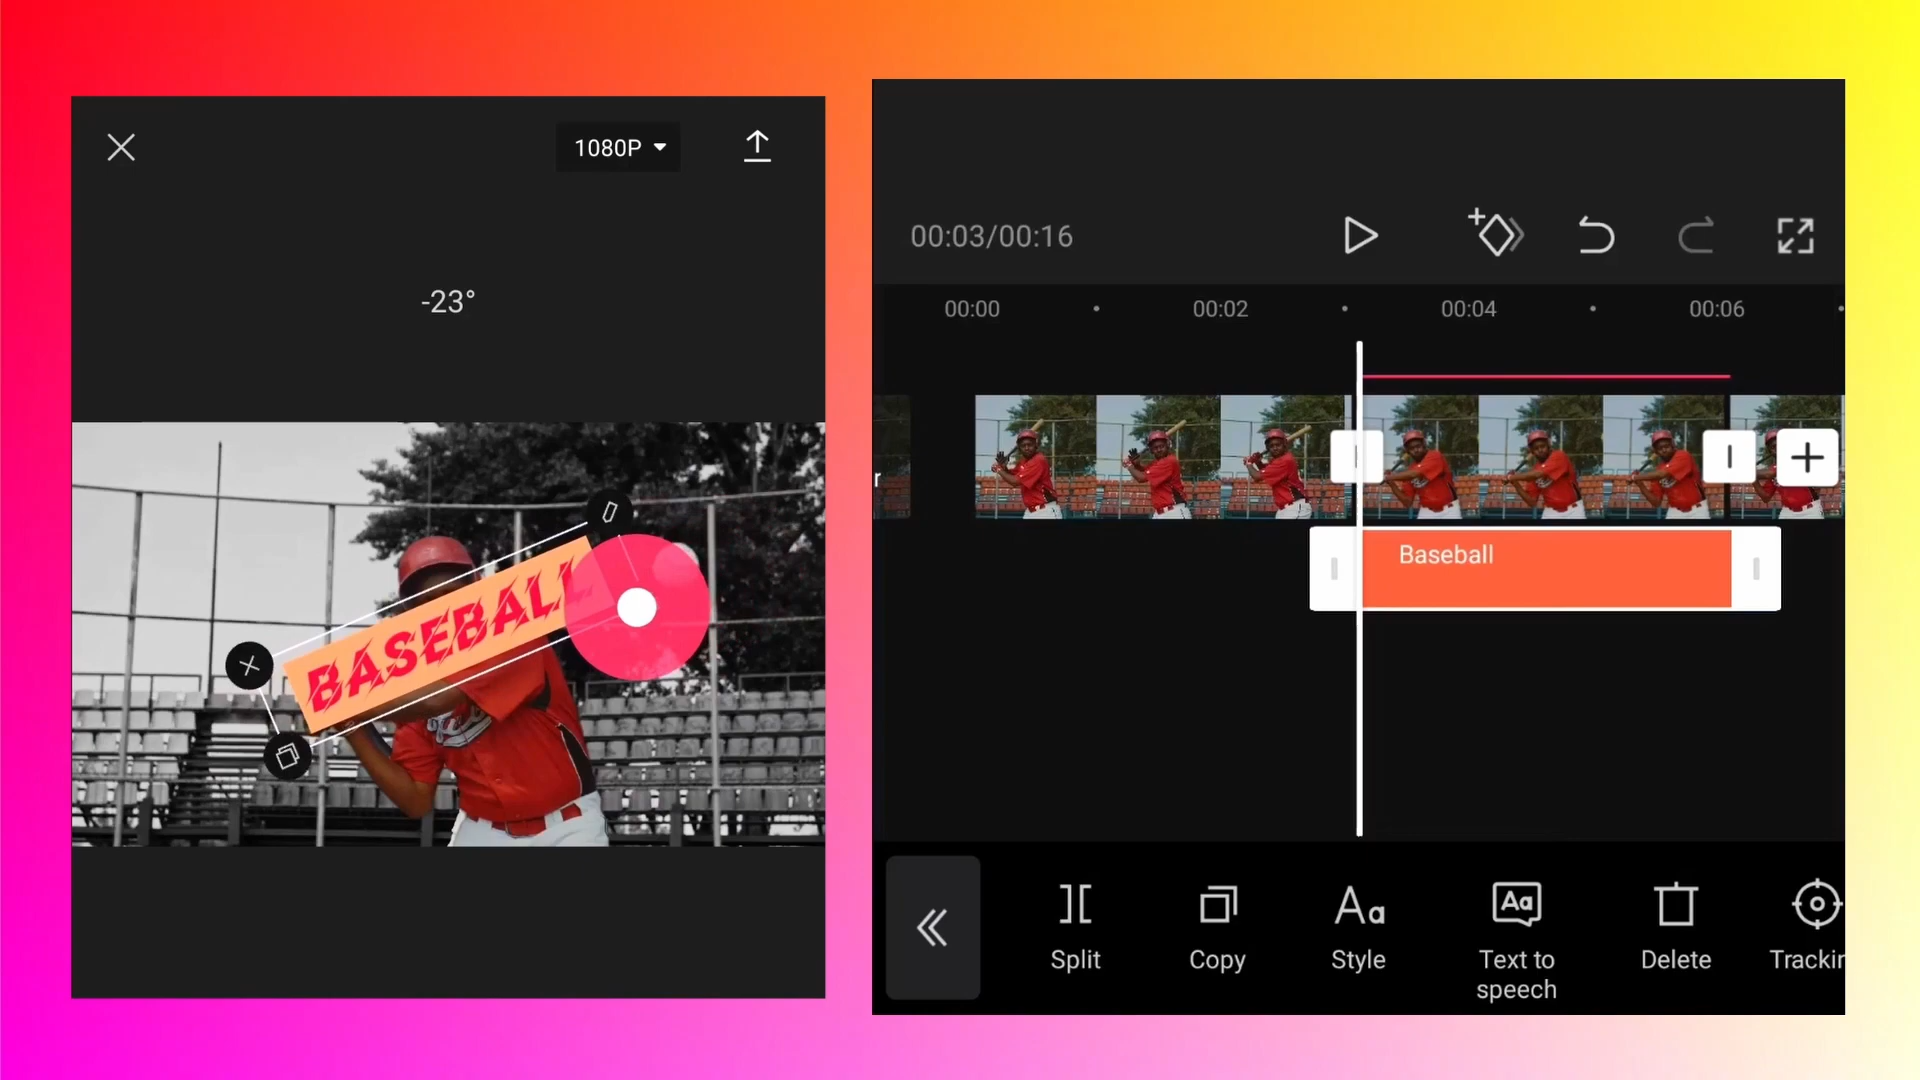 1080P
-23°
BASEBALL
00:03/00:16
00:00
00:02
00:04
00:06
r
Baseball
Split
Copy
Style
Text to
speech
Delete
Trackin